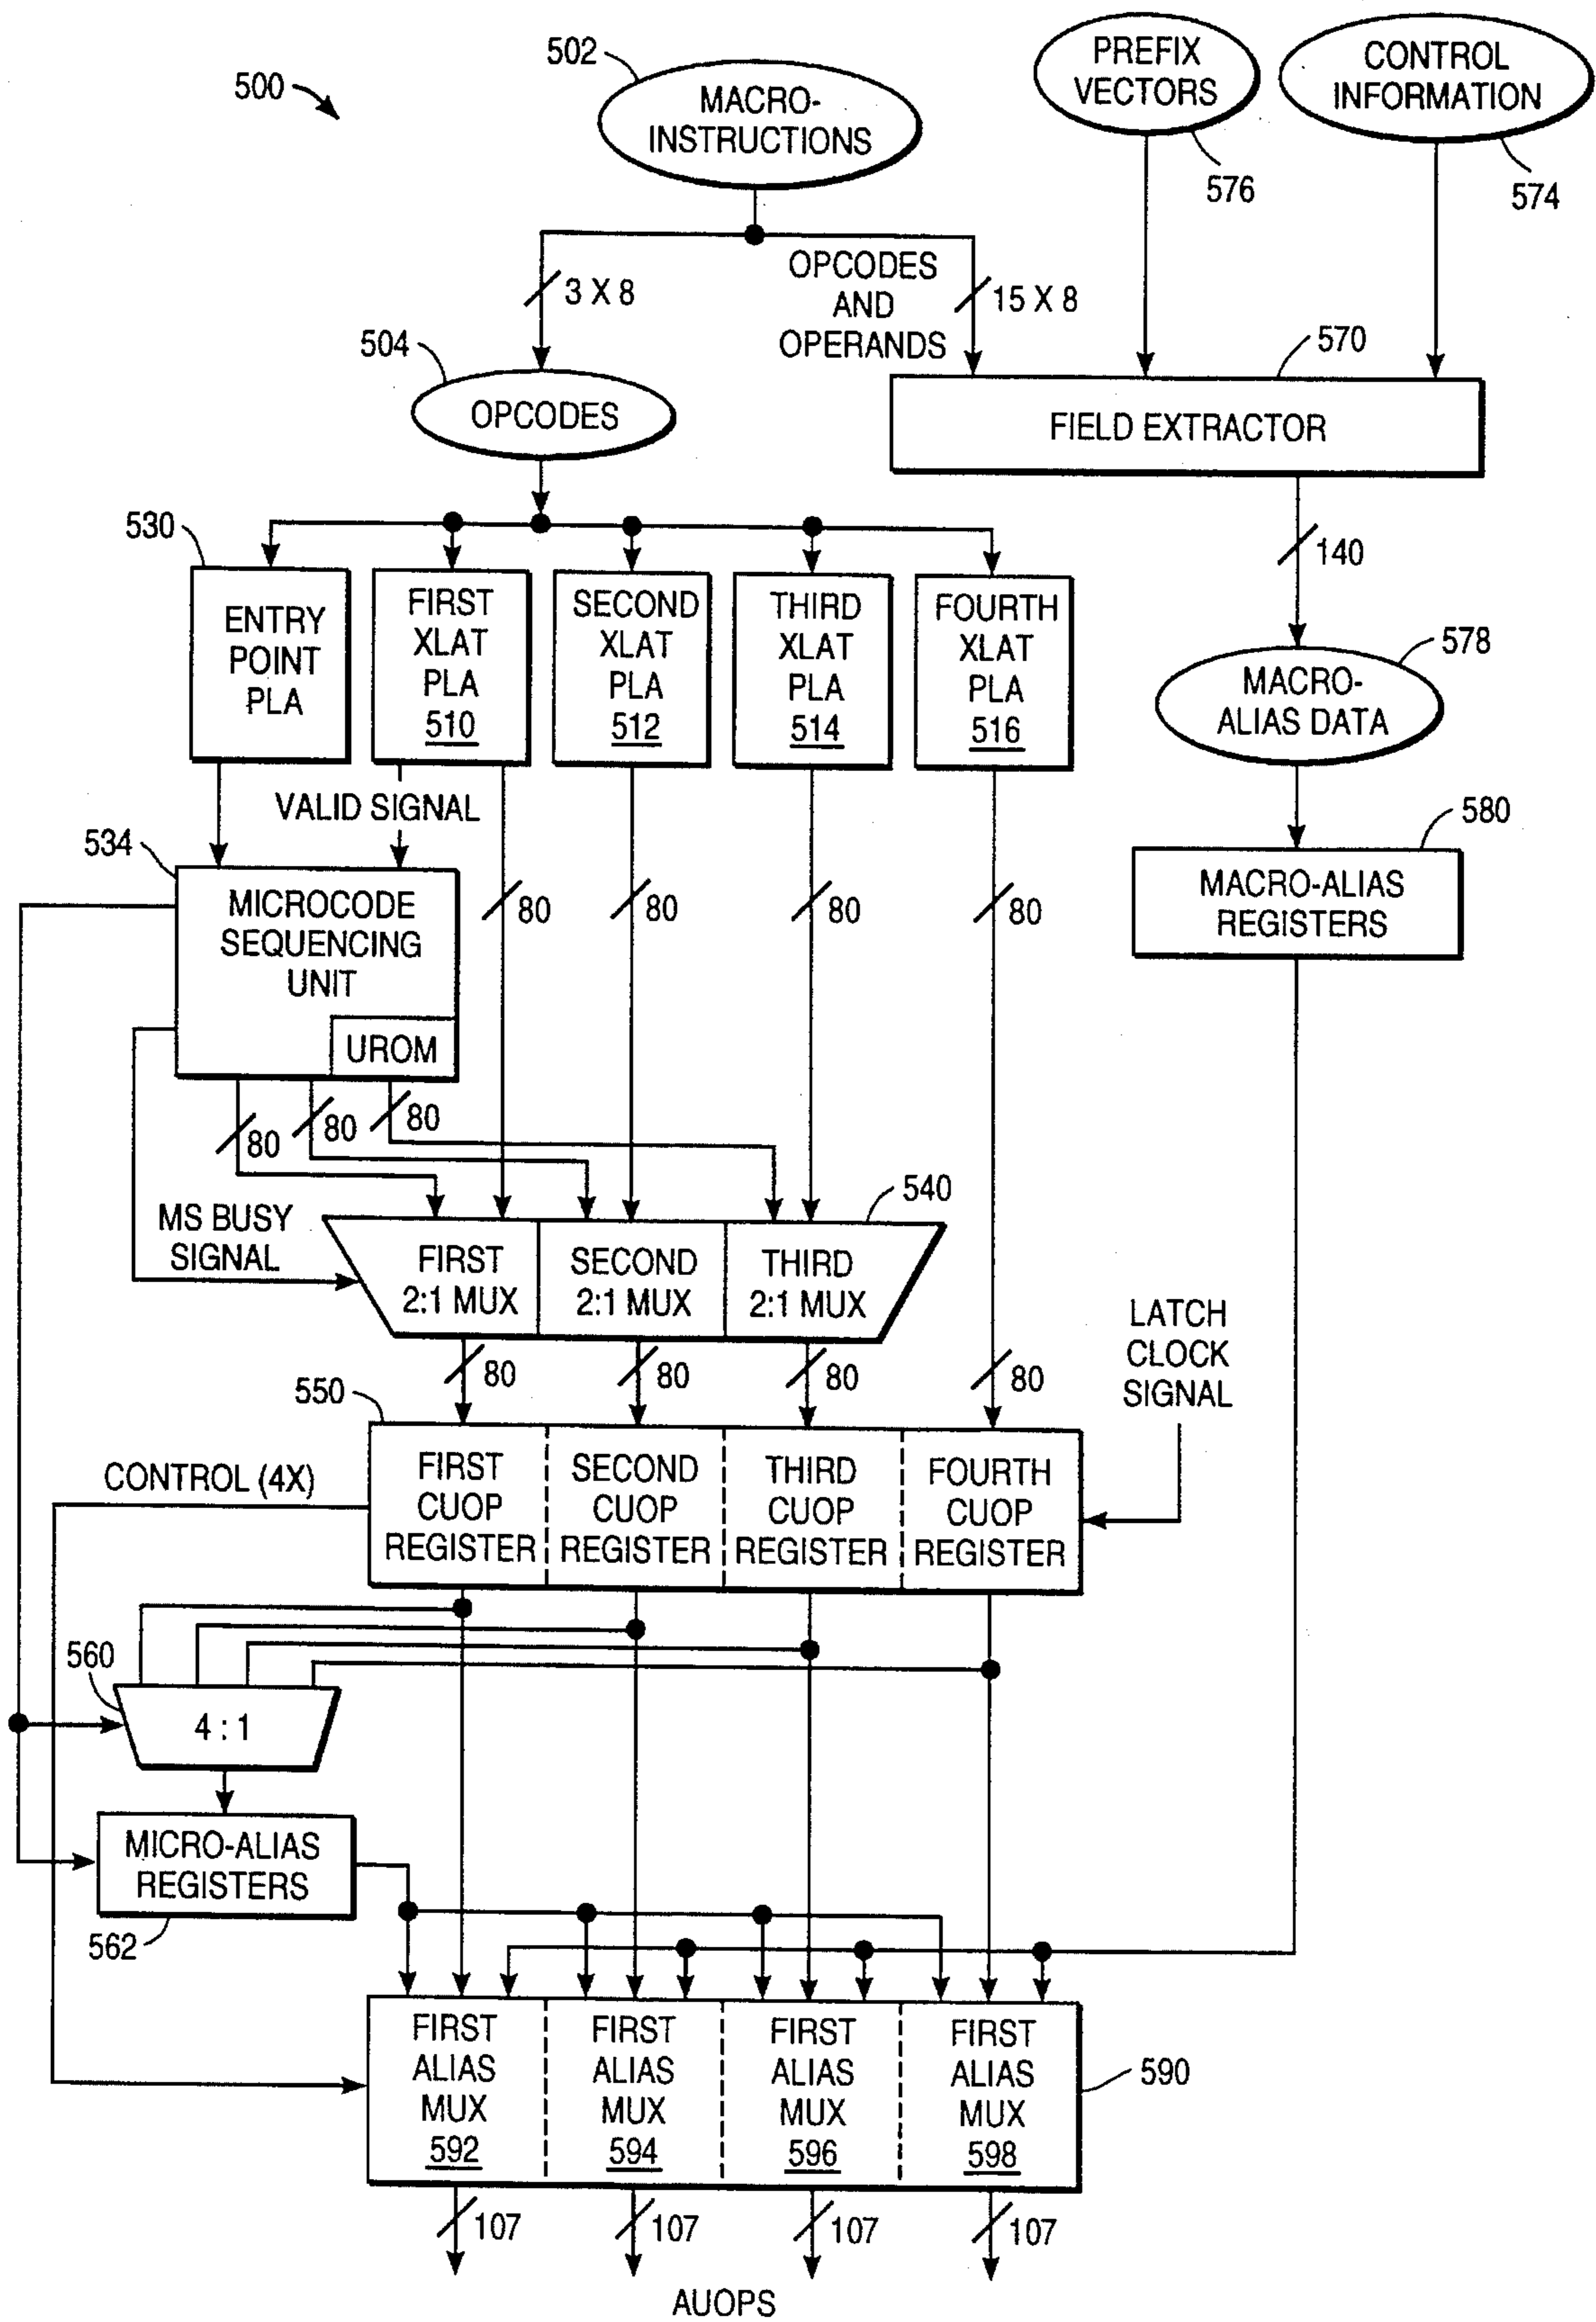 500
502
MACRO-
INSTRUCTIONS
PREFIX
VECTORS
576
CONTROL
INFORMATION
574
3 X 8
OPCODES
AND
OPERANDS
15 X 8
504
OPCODES
570
FIELD EXTRACTOR
140
530
ENTRY
POINT
PLA
FIRST
XLAT
PLA
510
SECOND
XLAT
PLA
512
THIRD
XLAT
PLA
514
FOURTH
XLAT
PLA
516
578
MACRO-
ALIAS DATA
VALID SIGNAL
534
MICROCODE
SEQUENCING
UNIT
UROM
80
80
80
80
580
MACRO-ALIAS
REGISTERS
80
80
80
MS BUSY
SIGNAL
540
FIRST
2:1 MUX
SECOND
2:1 MUX
THIRD
2:1 MUX
80
80
80
80
LATCH
CLOCK
SIGNAL
550
CONTROL (4X)
FIRST
CUOP
REGISTER
SECOND
CUOP
REGISTER
THIRD
CUOP
REGISTER
FOURTH
CUOP
REGISTER
560
4 : 1
MICRO-ALIAS
REGISTERS
562
FIRST
ALIAS
MUX
592
FIRST
ALIAS
MUX
594
FIRST
ALIAS
MUX
596
FIRST
ALIAS
MUX
598
590
107
107
107
107
AUOPS